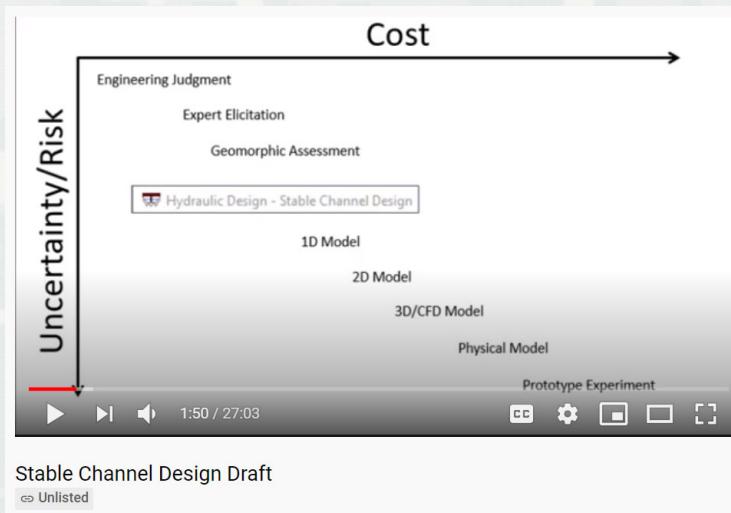 Cost
Uncertainty/Risk
Engineering Judgment
Expert Elicitation
Geomorphic Assessment
Hydraulic Design - Stable Channel Design
1D Model
2D Model
3D/CFD Model
Physical Model
Prototype Experiment
1:50 / 27:03
CC
Stable Channel Design Draft
Unlisted